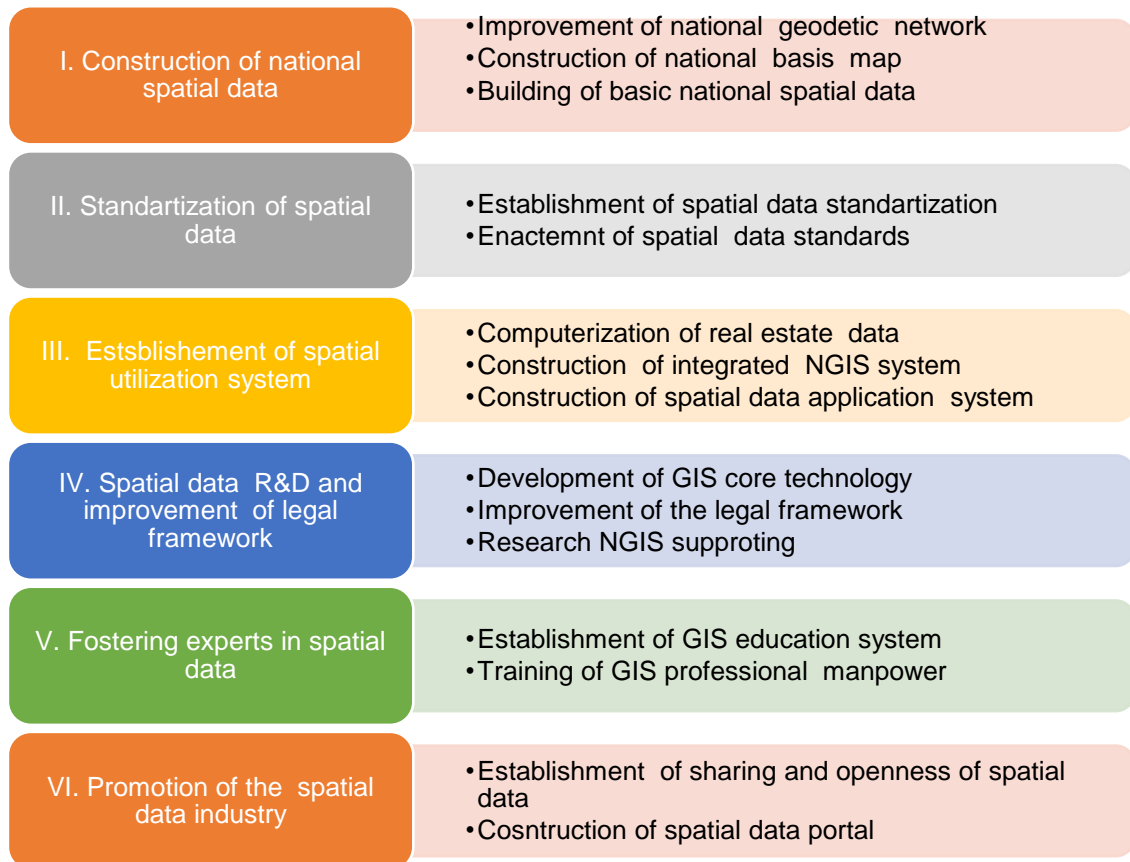 I. Construction of national
spatial data
•Improvement of national geodetic network
•Construction of national basis map
•Building of basic national spatial data
II. Standartization of spatial
data
•Establishment of spatial data standartization
•Enactemnt of spatial data standards
III. Estsblishement of spatial
utilization system
•Computerization of real estate data
•Construction of integrated NGIS system
•Construction of spatial data application system
IV. Spatial data R&D and
improvement of legal
framework
•Development of GIS core technology
•Improvement of the legal framework
•Research NGIS supproting
V. Fostering experts in spatial
data
•Establishment of GIS education system
•Training of GIS professional manpower
VI. Promotion of the spatial
data industry
•Establishment of sharing and openness of spatial
data
•Cosntruction of spatial data portal